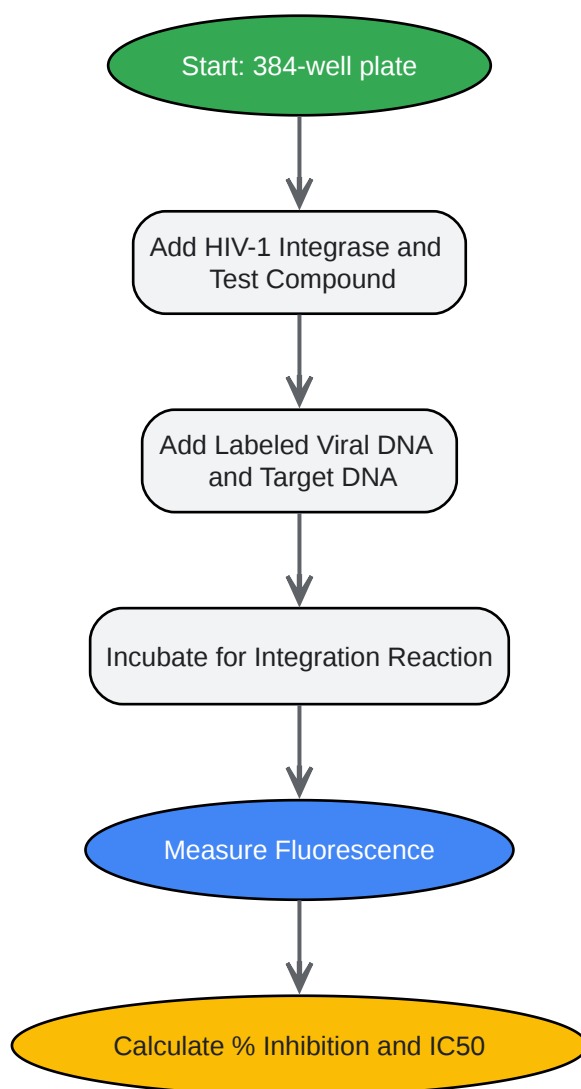 Start: 384-well plate
Add HIV-1 Integrase and
Test Compound
Add Labeled Viral DNA
and Target DNA
Incubate for Integration Reaction
Measure Fluorescence
Calculate % Inhibition and IC50